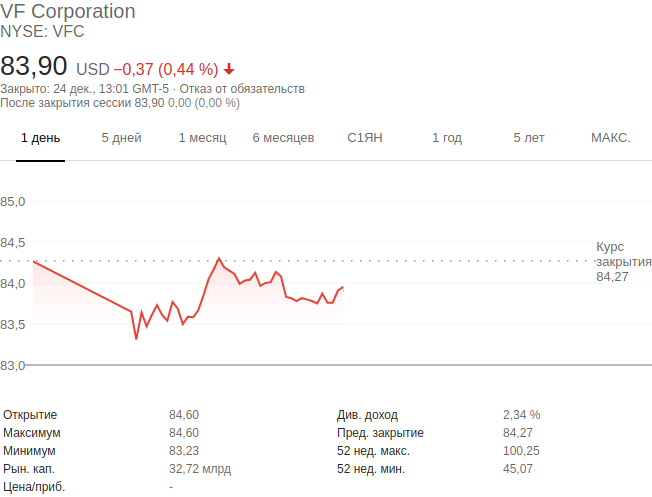 VF Corporation
NYSE: VFC
83,90 USD −0,37 (0,44 %)
Закрыто: 24 дек., 13:01 GMT-5 · Отказ от обязательств
После закрытия сессии 83,90 0,00 (0,00 %)
1 день 5 дней 1 месяц 6 месяцев С1ЯН 1 год 5 лет МАКС.
85,0
84,5
84,0
83,5
83,0
Курс
закрытия
84,27
Открытие 84,60 Див. доход 2,34 %
Максимум 84,60 Пред. закрытие 84,27
Минимум 83,23 52 нед. макс. 100,25
Рын. кап. 32,72 млрд 52 нед. мин. 45,07
Цена/приб. -